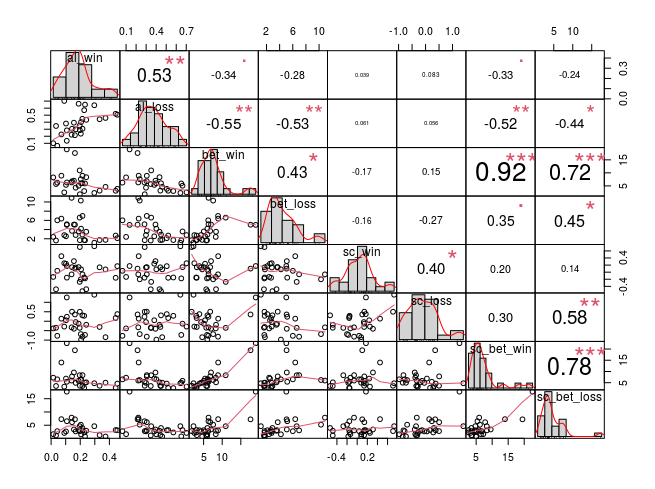 0.1 0.4 0.7 2 6 10 -1.0 0.0 1.0 5 10
al_win 0.53 ** -0.34 . -0.28 0.039 0.083 -0.33 . -0.24 0.0 0.3
0.1 0.5 al_loss -0.55 ** -0.53 ** 0.061 0.056 -0.52 ** -0.44 *
bet_win 0.43 * -0.17 0.15 0.92 *** 0.72 *** 5 15
2 6 10 bet_loss -0.16 -0.27 0.35 . 0.45 *
sc_win 0.40 * 0.20 0.14 -0.4 0.4
-1.0 0.5 sc_loss 0.30 0.58 **
sc_bet_win 0.78 *** 5 15
5 15 sc_bet_loss
0.0 0.2 0.4 5 10 -0.4 0.2 5 15